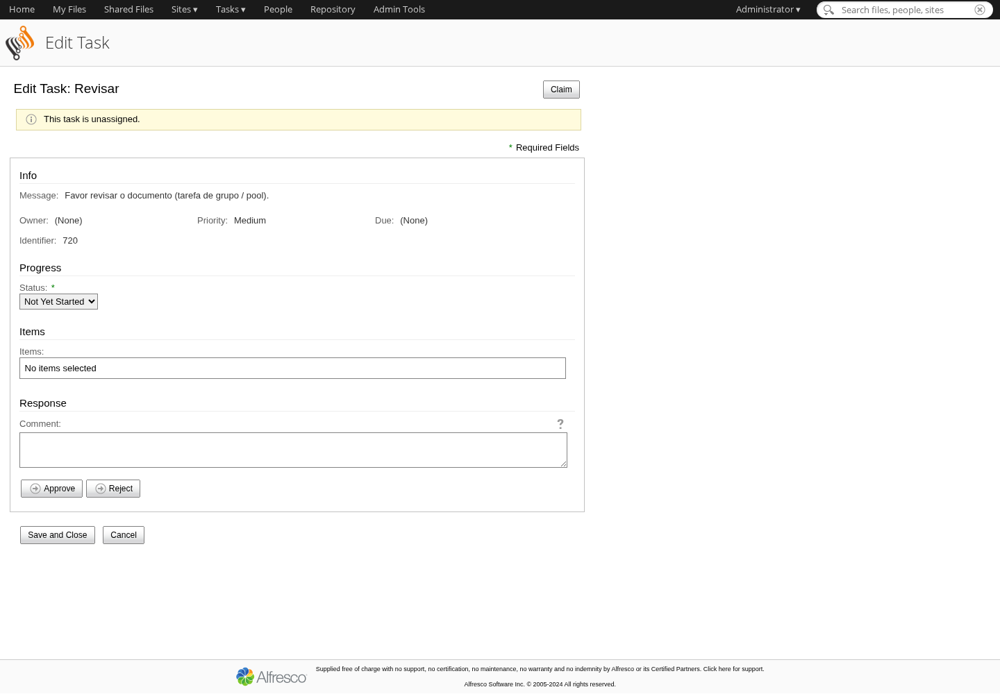 Home My Files Shared Files Sites ▾ Tasks ▾ People Repository Admin Tools Administrator ▾ Search files, people, sites
Edit Task
Edit Task: Revisar Claim
This task is unassigned.
* Required Fields
Info
Message: Favor revisar o documento (tarefa de grupo / pool).
Owner: (None) Priority: Medium Due: (None)
Identifier: 720
Progress
Status: *
Not Yet Started
Items
Items:
No items selected
Response
Comment: ?
Approve Reject
Save and Close Cancel
Alfresco Supplied free of charge with no support, no certification, no maintenance, no warranty and no indemnity by Alfresco or its Certified Partners. Click here for support.
Alfresco Software Inc. © 2005-2024 All rights reserved.